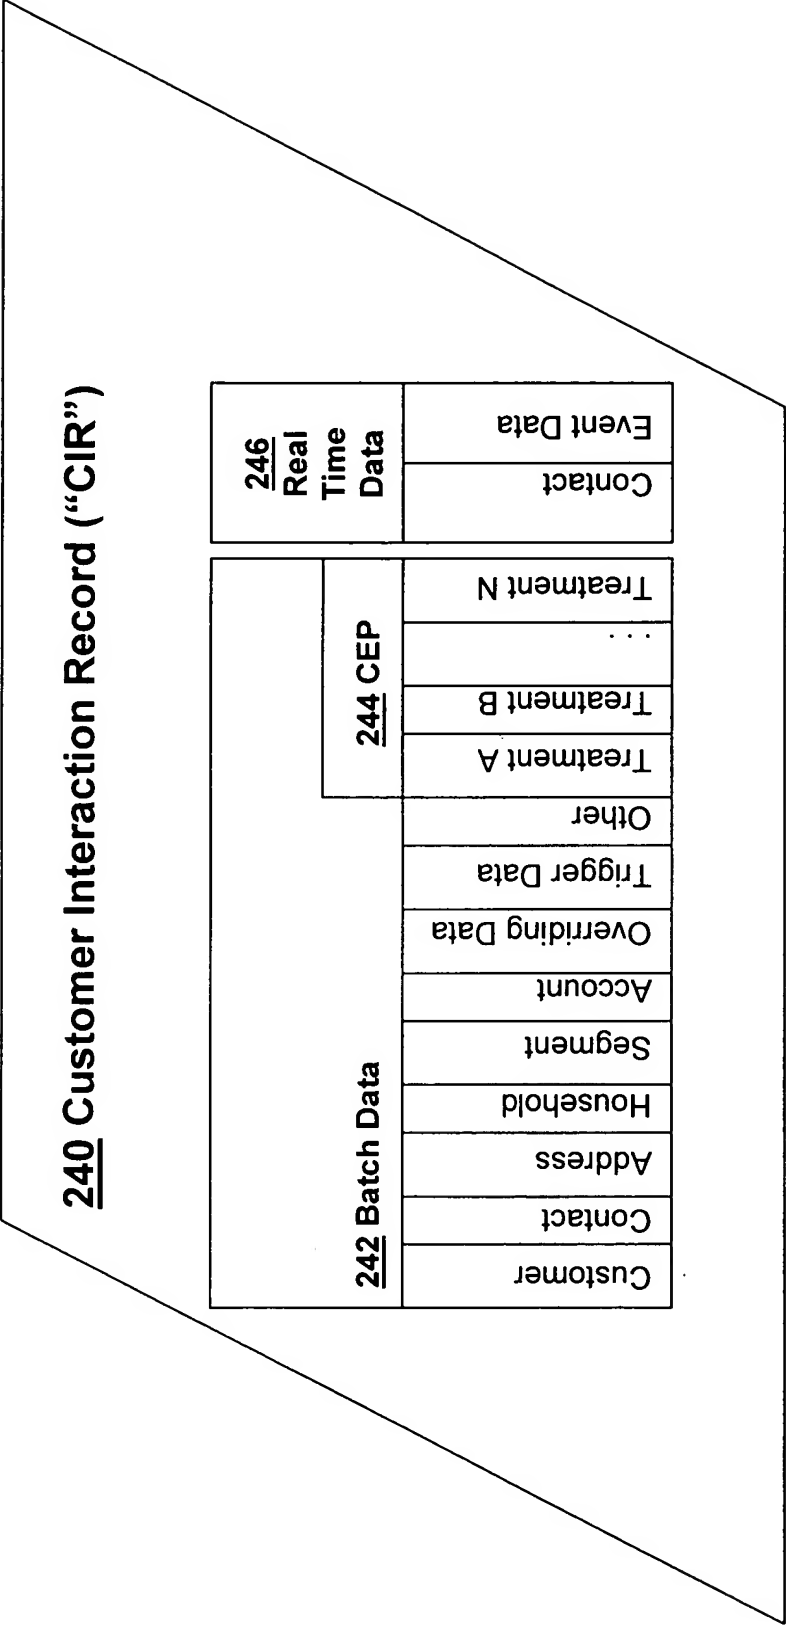 240 Customer Interaction Record (“CIR”)
242 Batch Data
244 CEP
246
Real
Time
Data
Customer
Contact
Address
Household
Segment
Account
Overriding Data
Trigger Data
Other
Treatment A
Treatment B
. . .
Treatment N
Contact
Event Data